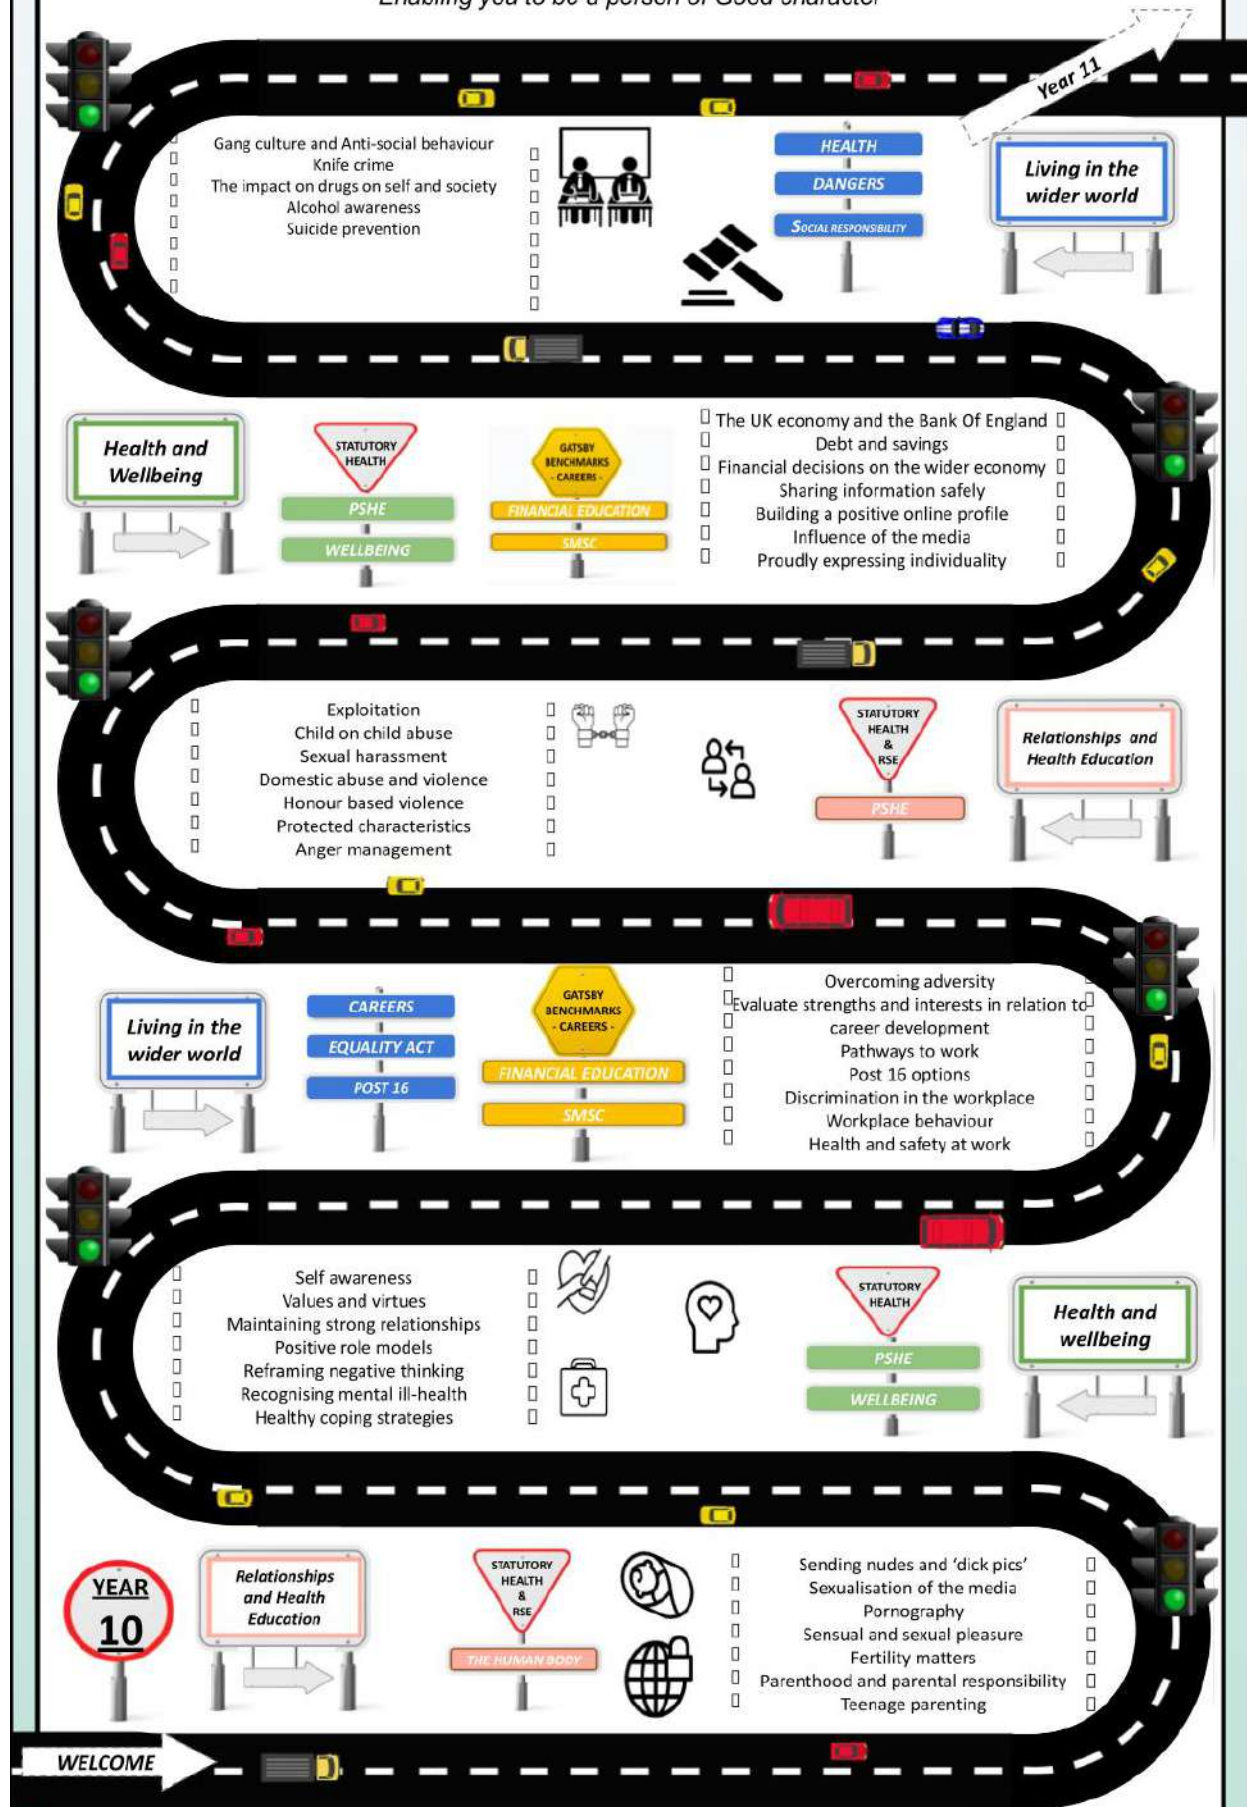 Enabling you to be a person of Good character
Year 11
Gang culture and Anti-social behaviour
Knife crime
The impact on drugs on self and society
Alcohol awareness
Suicide prevention
HEALTH
DANGERS
SOCIAL RESPONSIBILITY
Living in the
wider world
Health and
Wellbeing
STATUTORY
HEALTH
PSHE
WELLBEING
GATSBY
BENCHMARKS
- CAREERS -
FINANCIAL EDUCATION
SMSC
The UK economy and the Bank Of England
Debt and savings
Financial decisions on the wider economy
Sharing information safely
Building a positive online profile
Influence of the media
Proudly expressing individuality
Exploitation
Child on child abuse
Sexual harassment
Domestic abuse and violence
Honour based violence
Protected characteristics
Anger management
STATUTORY
HEALTH
&
RSE
PSHE
Relationships and
Health Education
Living in the
wider world
CAREERS
EQUALITY ACT
POST 16
GATSBY
BENCHMARKS
- CAREERS -
FINANCIAL EDUCATION
SMSC
Overcoming adversity
Evaluate strengths and interests in relation to
career development
Pathways to work
Post 16 options
Discrimination in the workplace
Workplace behaviour
Health and safety at work
Self awareness
Values and virtues
Maintaining strong relationships
Positive role models
Reframing negative thinking
Recognising mental ill-health
Healthy coping strategies
STATUTORY
HEALTH
PSHE
WELLBEING
Health and
wellbeing
YEAR
10
Relationships
and Health
Education
STATUTORY
HEALTH
&
RSE
THE HUMAN BODY
Sending nudes and ‘dick pics’
Sexualisation of the media
Pornography
Sensual and sexual pleasure
Fertility matters
Parenthood and parental responsibility
Teenage parenting
WELCOME